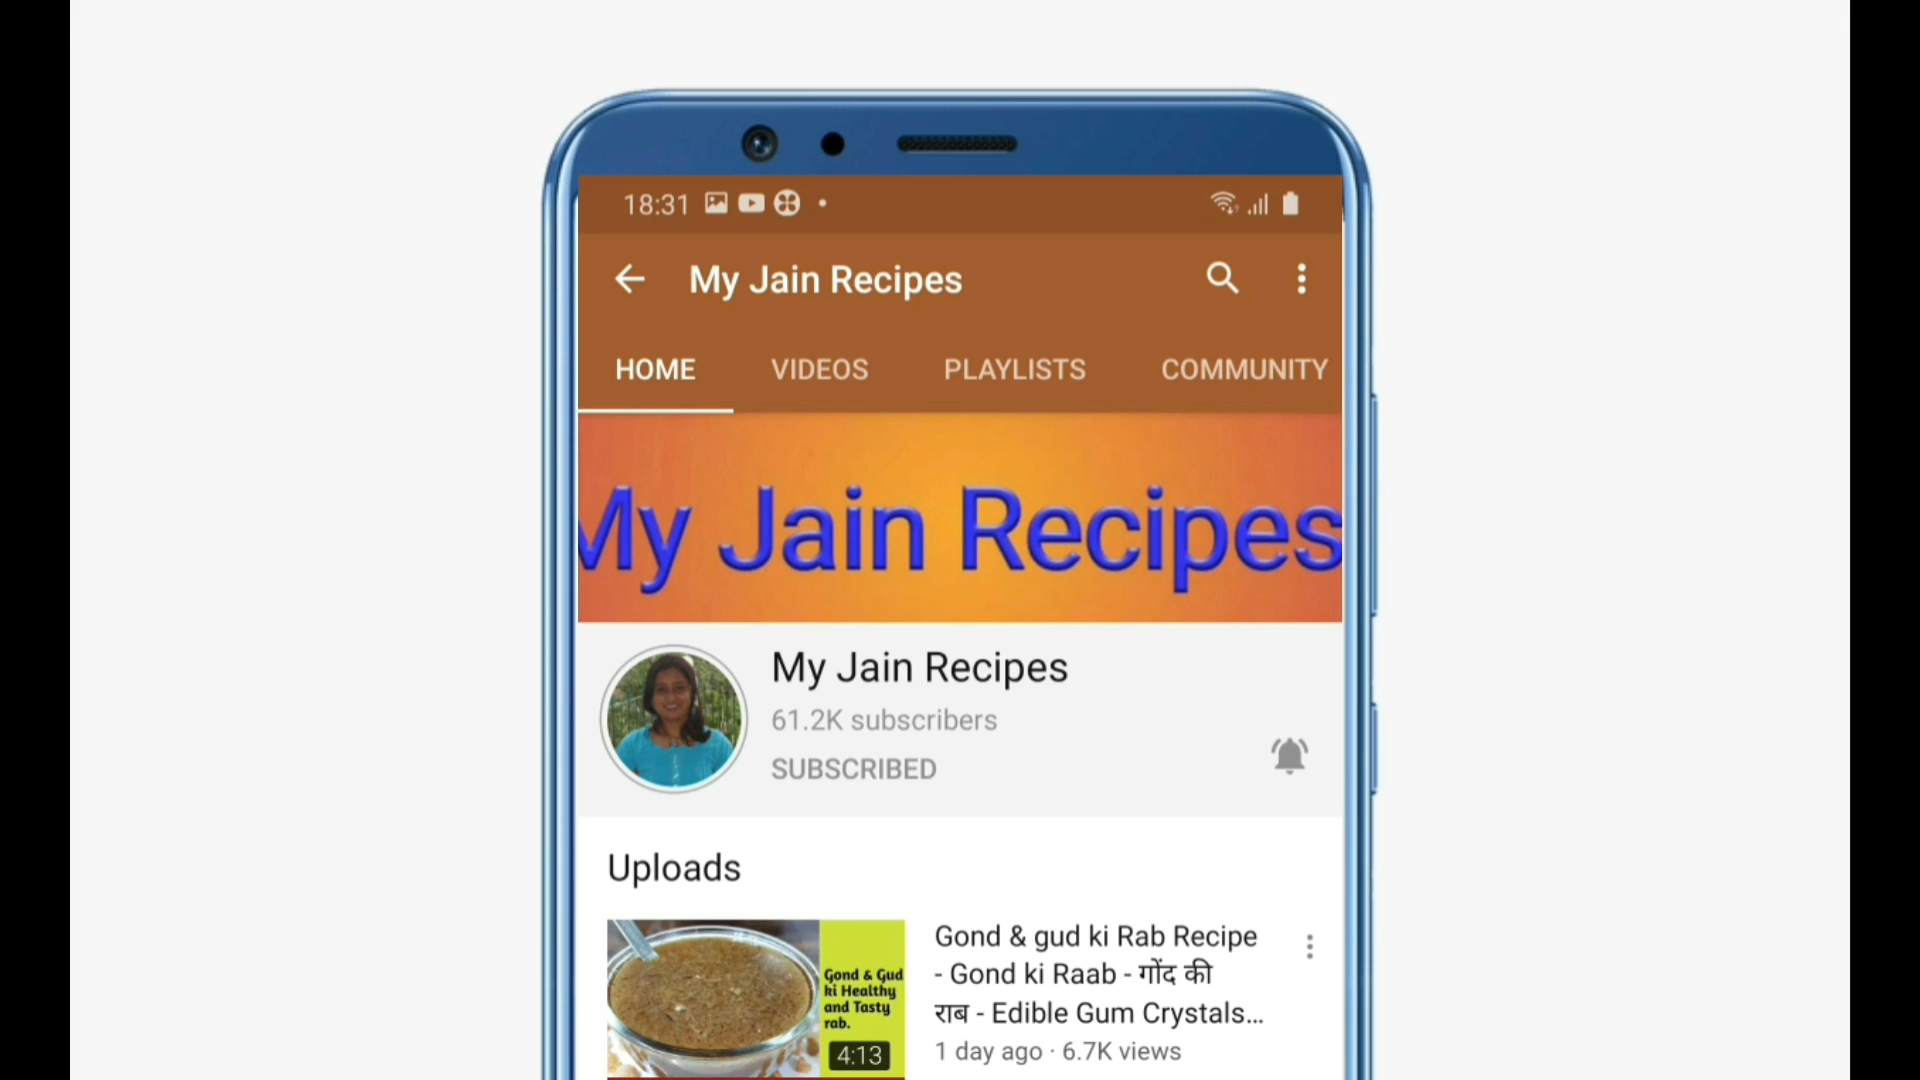 18:31
My Jain Recipes
HOME VIDEOS PLAYLISTS COMMUNITY
My Jain Recipes
My Jain Recipes
61.2K subscribers
SUBSCRIBED
Uploads
Gond & Gud
ki Healthy
and Tasty
rab.
4:13
Gond & gud ki Rab Recipe
- Gond ki Raab - गोंद की
राब - Edible Gum Crystals...
1 day ago · 6.7K views